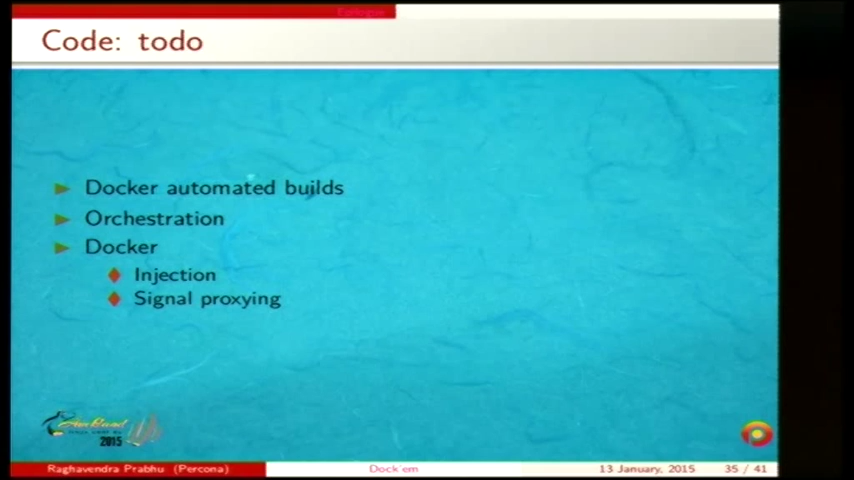 Epilogue
Code: todo
Docker automated builds
Orchestration
Docker
Injection
Signal proxying
2015
Raghavendra Prabhu (Percona)
Dock'em
13 January, 2015
35 / 41